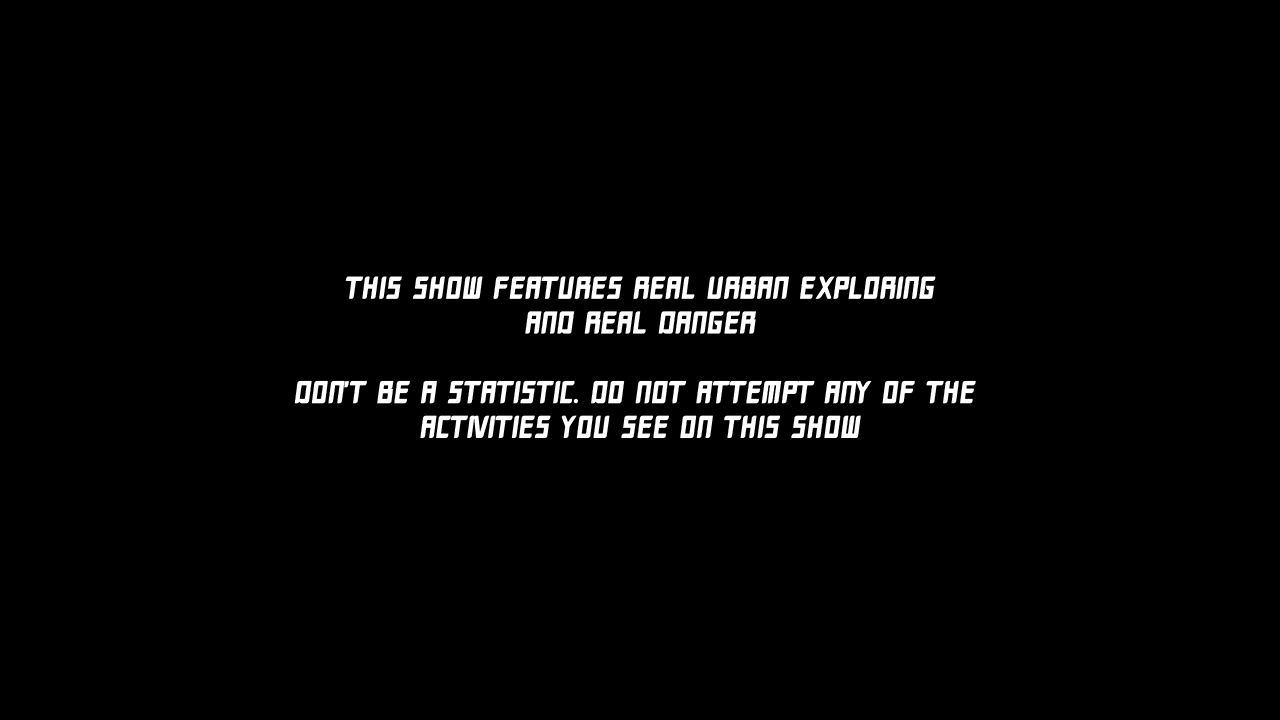 THIS SHOW FEATURES REAL URBAN EXPLORING
AND REAL DANGER
DON'T BE A STATISTIC. DO NOT ATTEMPT ANY OF THE
ACTIVITIES YOU SEE ON THIS SHOW